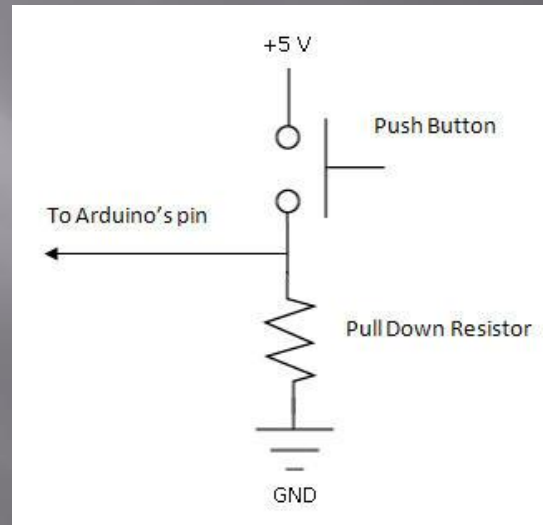 +5 V
Push Button
To Arduino's pin
Pull Down Resistor
GND